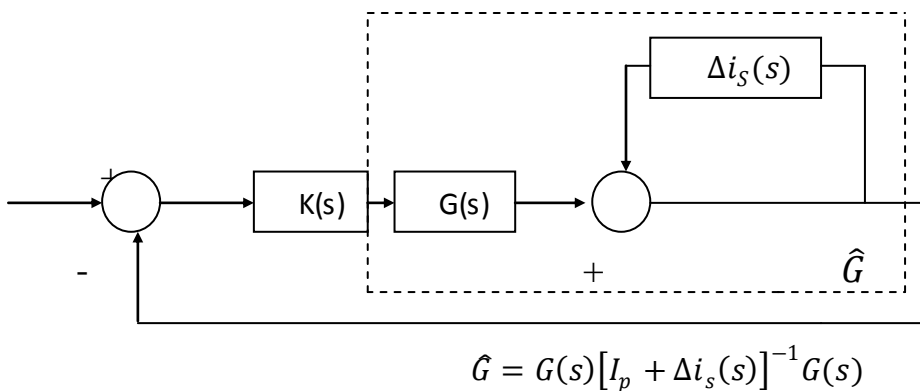 Δi_S(s)
+
K(s)
G(s)
-
+
Ĝ
Ĝ = G(s)[I_p + Δi_s(s)]^{-1} G(s)